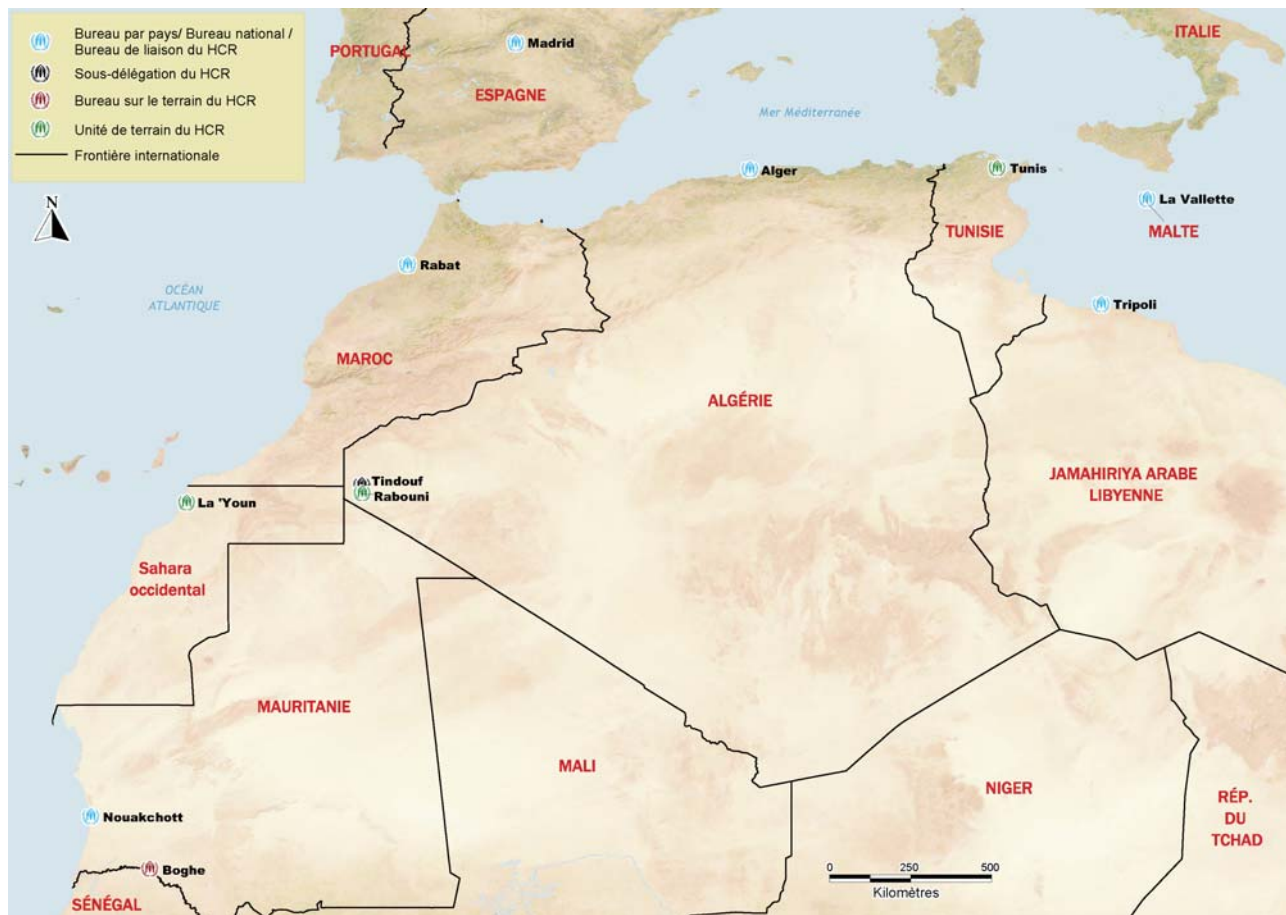 Bureau par pays/ Bureau national /
Bureau de liaison du HCR
Sous-délégation du HCR
Bureau sur le terrain du HCR
Unité de terrain du HCR
Frontière internationale
N
PORTUGAL
Madrid
ESPAGNE
ITALIE
Mer Méditerranée
Alger
Tunis
La Vallette
MALTE
TUNISIE
Rabat
OCÉAN
ATLANTIQUE
Tripoli
MAROC
ALGÉRIE
Tindouf
Rabouni
La 'Youn
JAMAHIRIYA ARABE
LIBYENNE
Sahara
occidental
MAURITANIE
MALI
NIGER
RÉP.
DU
TCHAD
Nouakchott
Boghe
SÉNÉGAL
0 250 500
Kilomètres